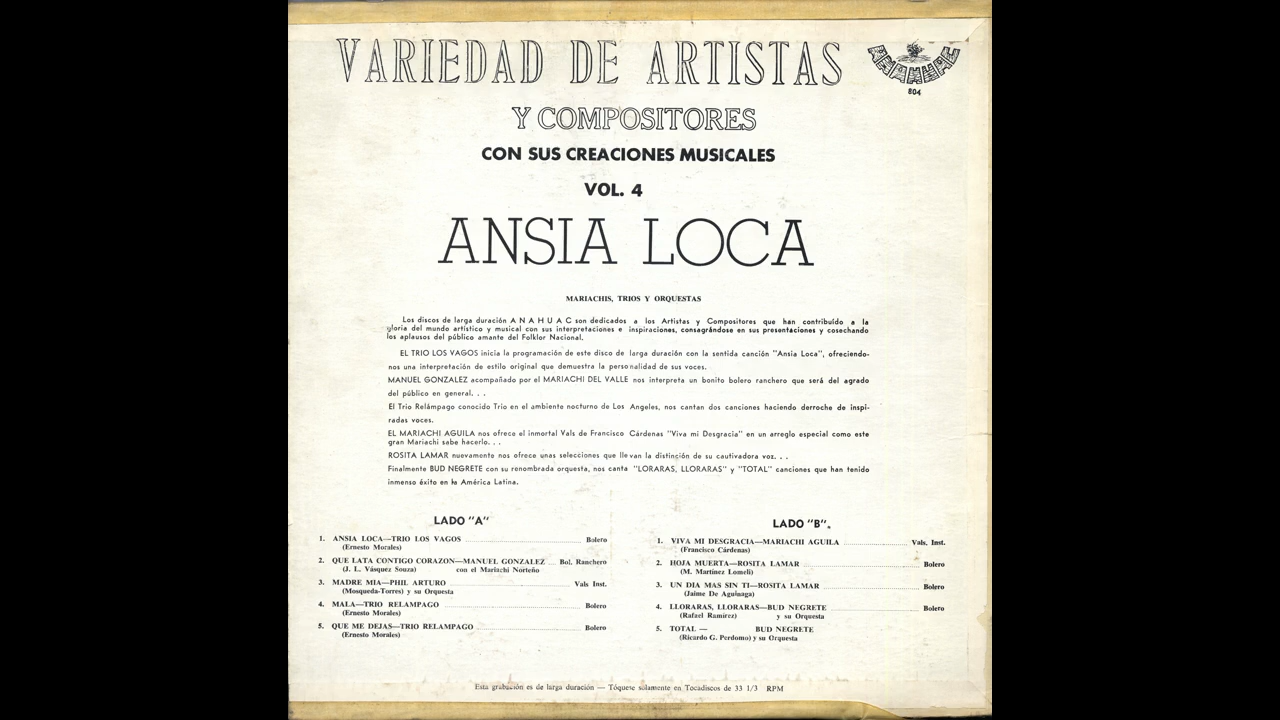 VARIEDAD DE ARTISTAS
ANAHUAC
804
Y COMPOSITORES
CON SUS CREACIONES MUSICALES
VOL. 4
ANSIA LOCA
MARIACHIS, TRIOS Y ORQUESTAS
Los discos de larga duración A N A H U A C son dedicados a los Artistas y Compositores que han contribuído a la
gloria del mundo artístico y musical con sus interpretaciones e inspiraciones, consagrándose en sus presentaciones y cosechando
los aplausos del público amante del Folklor Nacional.
EL TRIO LOS VAGOS inicia la programación de este disco de larga duración con la sentida canción "Ansia Loca", ofreciendo-
nos una interpretación de estilo original que demuestra la personalidad de sus voces.
MANUEL GONZALEZ acompañado por el MARIACHI DEL VALLE nos interpreta un bonito bolero ranchero que será del agrado
del público en general. . .
El Trio Relámpago conocido Trio en el ambiente nocturno de Los Angeles, nos cantan dos canciones haciendo derroche de inspi-
radas voces.
EL MARIACHI AGUILA nos ofrece el inmortal Vals de Francisco Cárdenas "Viva mi Desgracia" en un arreglo especial como este
gran Mariachi sabe hacerlo. . .
ROSITA LAMAR nuevamente nos ofrece unas selecciones que llevan la distinción de su cautivadora voz. . .
Finalmente BUD NEGRETE con su renombrada orquesta, nos canta "LORARAS, LLORARAS" y "TOTAL" canciones que han tenido
inmenso éxito en la América Latina.
LADO "A"
1. ANSIA LOCA—TRIO LOS VAGOS Bolero
(Ernesto Morales)
2. QUE LATA CONTIGO CORAZON—MANUEL GONZALEZ Bol. Ranchero
(J. L. Vásquez Souza) con el Mariachi Norteño
3. MADRE MIA—PHIL ARTURO Vals Inst.
(Mosqueda-Torres) y su Orquesta
4. MALA—TRIO RELAMPAGO Bolero
(Ernesto Morales)
5. QUE ME DEJAS—TRIO RELAMPAGO Bolero
(Ernesto Morales)
LADO "B".
1. VIVA MI DESGRACIA—MARIACHI AGUILA Vals, Inst.
(Francisco Cárdenas)
2. HOJA MUERTA—ROSITA LAMAR Bolero
(M. Martínez Lomelí)
3. UN DIA MAS SIN TI—ROSITA LAMAR Bolero
(Jaime De Aguinaga)
4. LLORARAS, LLORARAS—BUD NEGRETE Bolero
(Rafael Ramírez) y su Orquesta
5. TOTAL — BUD NEGRETE
(Ricardo G. Perdomo) y su Orquesta
Esta grabación es de larga duración — Tóquese sólamente en Tocadiscos de 33 1/3 RPM